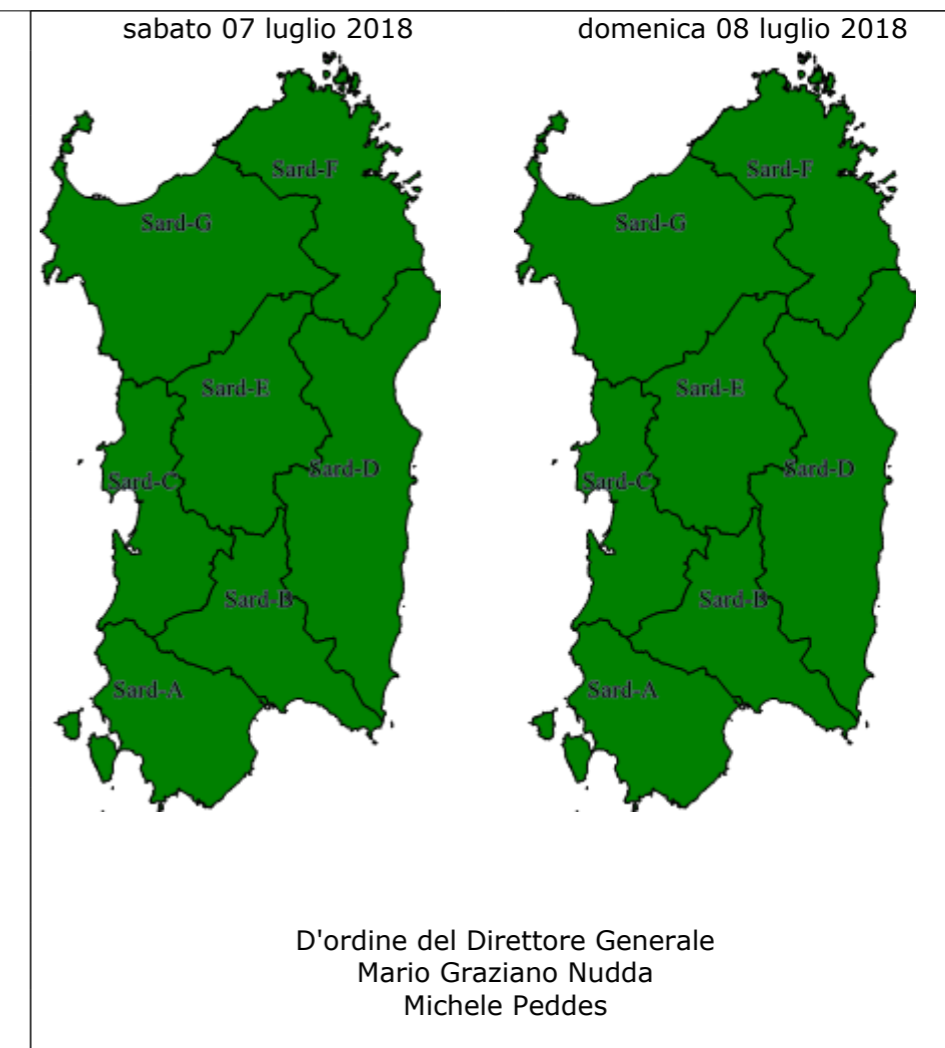 sabato 07 luglio 2018
Sard-F
Sard-G
Sard-E
Sard-D
Sard-C
Sard-B
Sard-A
domenica 08 luglio 2018
Sard-F
Sard-G
Sard-E
Sard-D
Sard-C
Sard-B
Sard-A
D'ordine del Direttore Generale
Mario Graziano Nudda
Michele Peddes